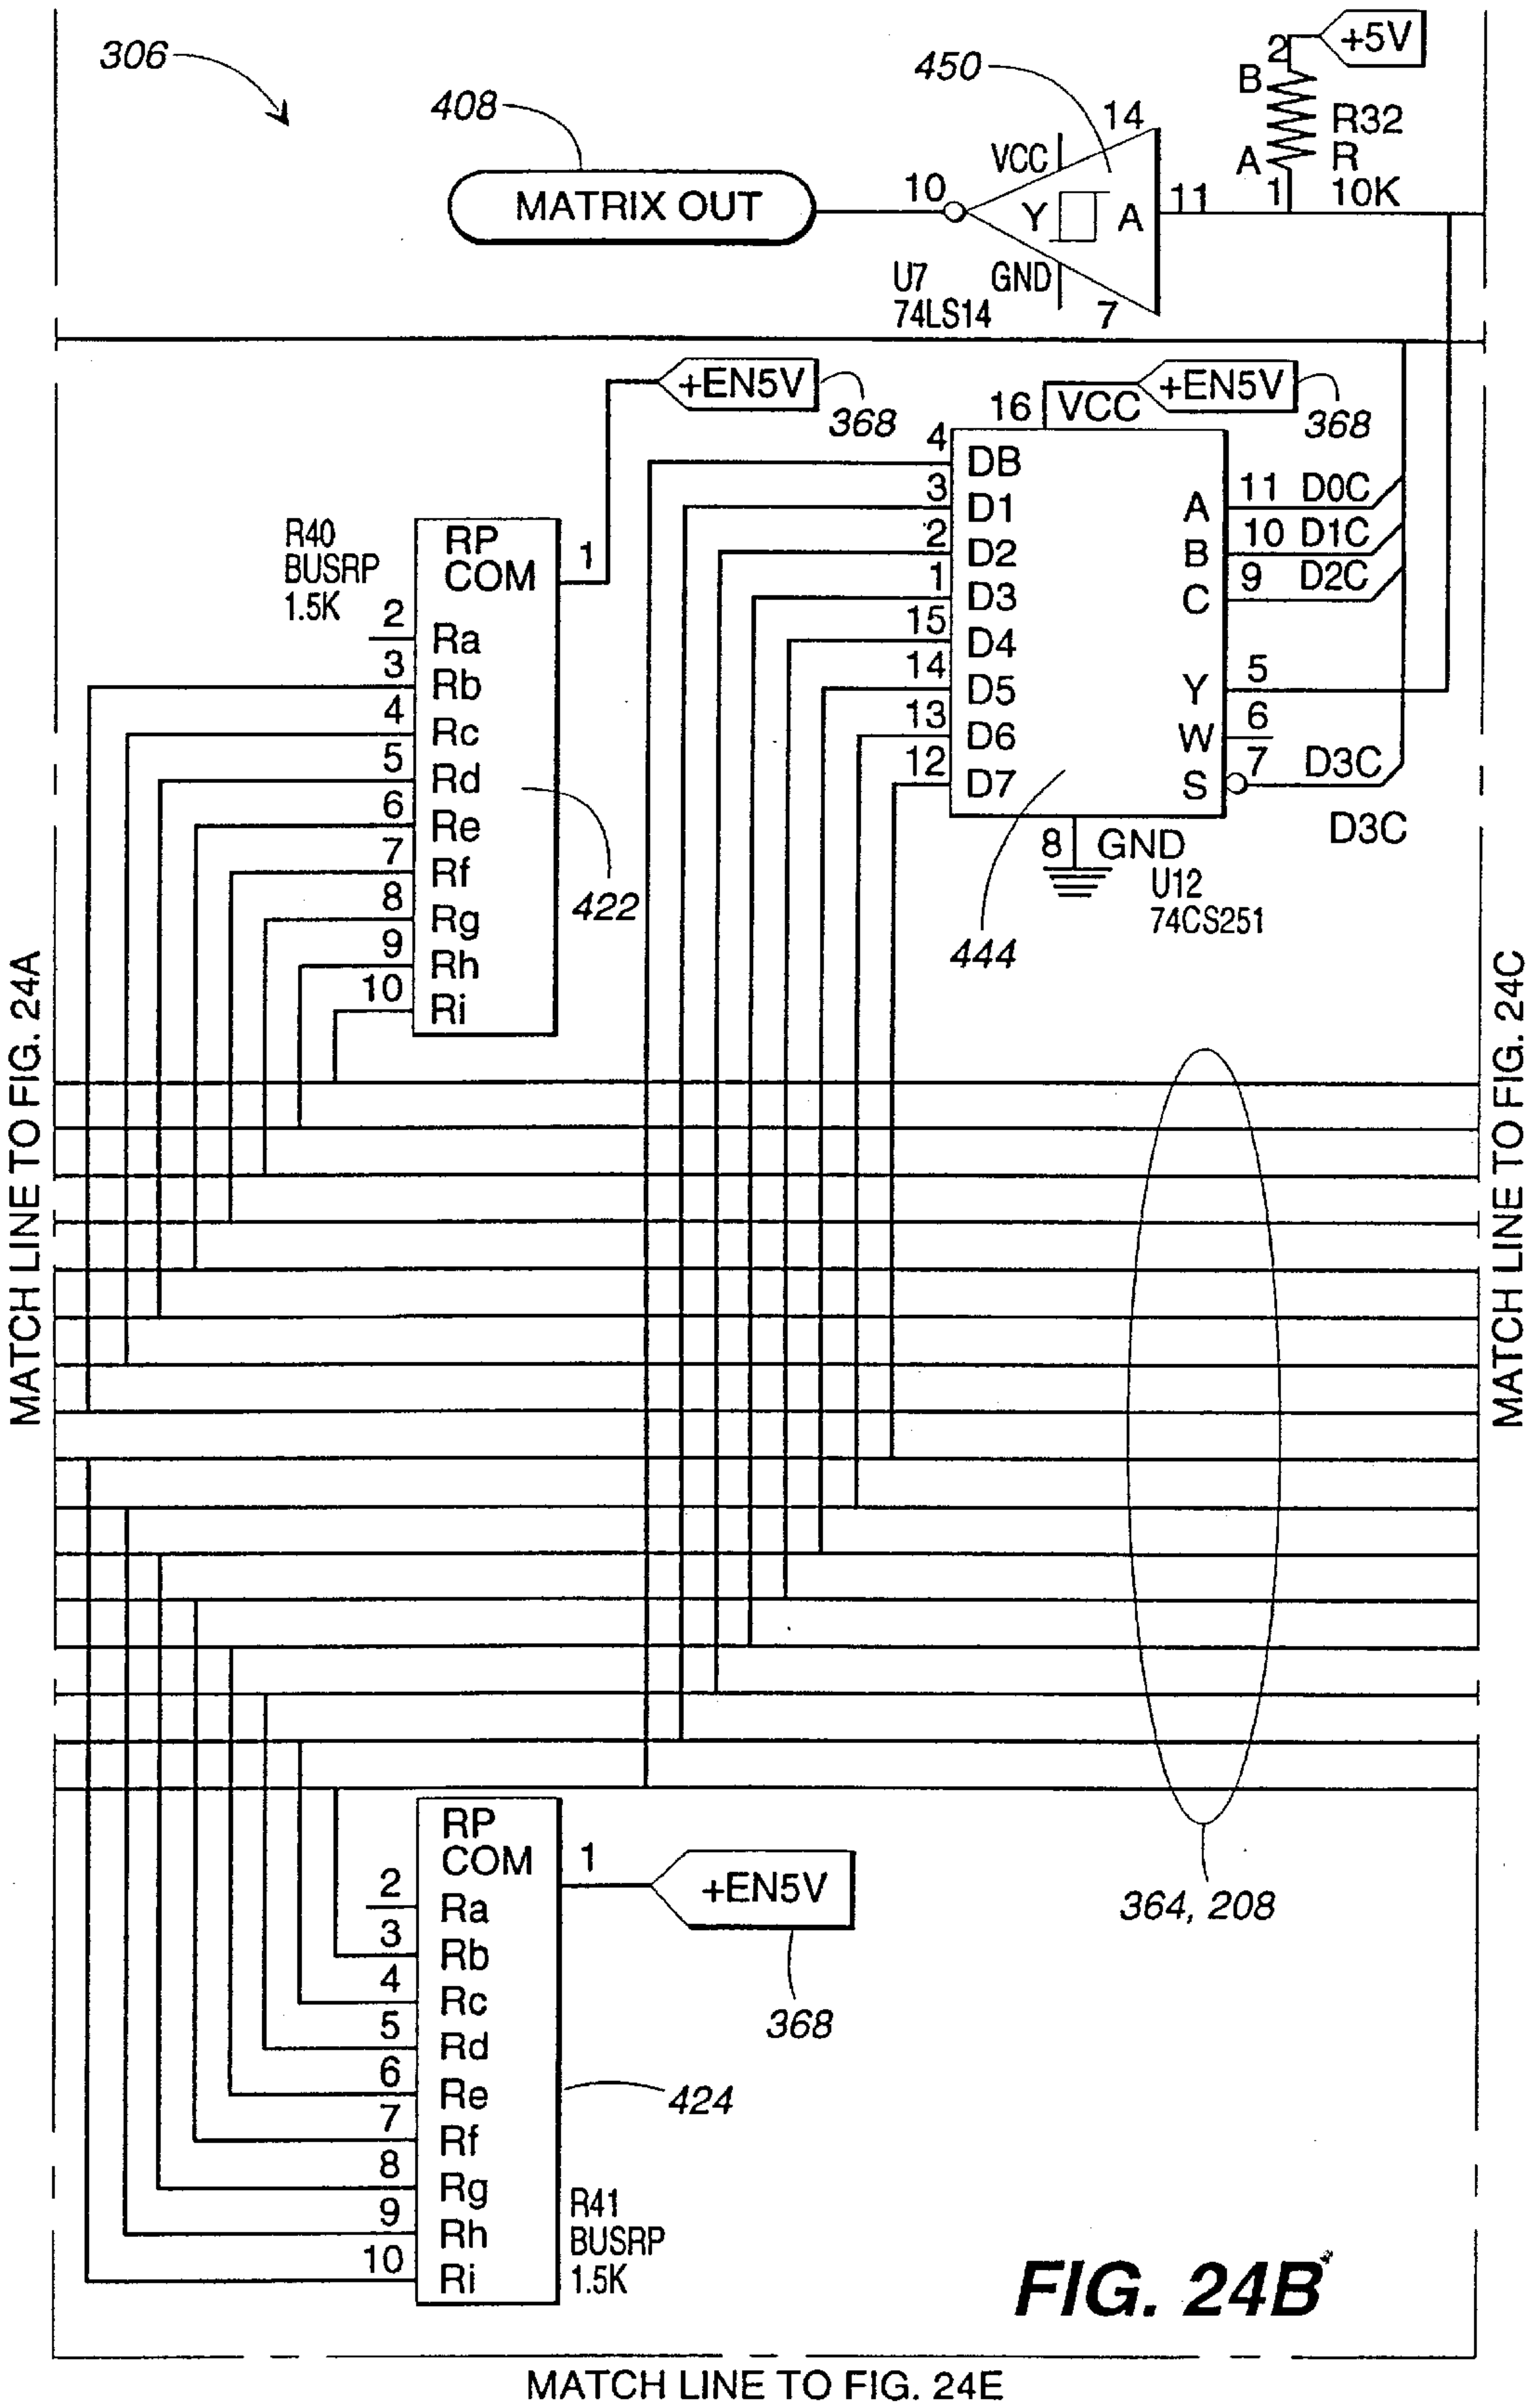 306
408
MATRIX OUT
450
14
VCC
10
Y
A
11
GND
U7
74LS14
7
2
+5V
B
A
1
R32
R
10K
+EN5V
368
16
VCC
+EN5V
368
R40
BUSRP
1.5K
RP
COM
1
2
Ra
3
Rb
4
Rc
5
Rd
6
Re
7
Rf
8
Rg
9
Rh
10
Ri
422
4
DB
3
D1
2
D2
1
D3
15
D4
14
D5
13
D6
12
D7
A
11
D0C
B
10
D1C
C
9
D2C
Y
5
W
6
S
7
D3C
D3C
8
GND
U12
74CS251
444
MATCH LINE TO FIG. 24A
MATCH LINE TO FIG. 24C
364, 208
RP
COM
1
+EN5V
368
2
Ra
3
Rb
4
Rc
5
Rd
6
Re
7
Rf
8
Rg
9
Rh
10
Ri
424
R41
BUSRP
1.5K
FIG. 24B
MATCH LINE TO FIG. 24E